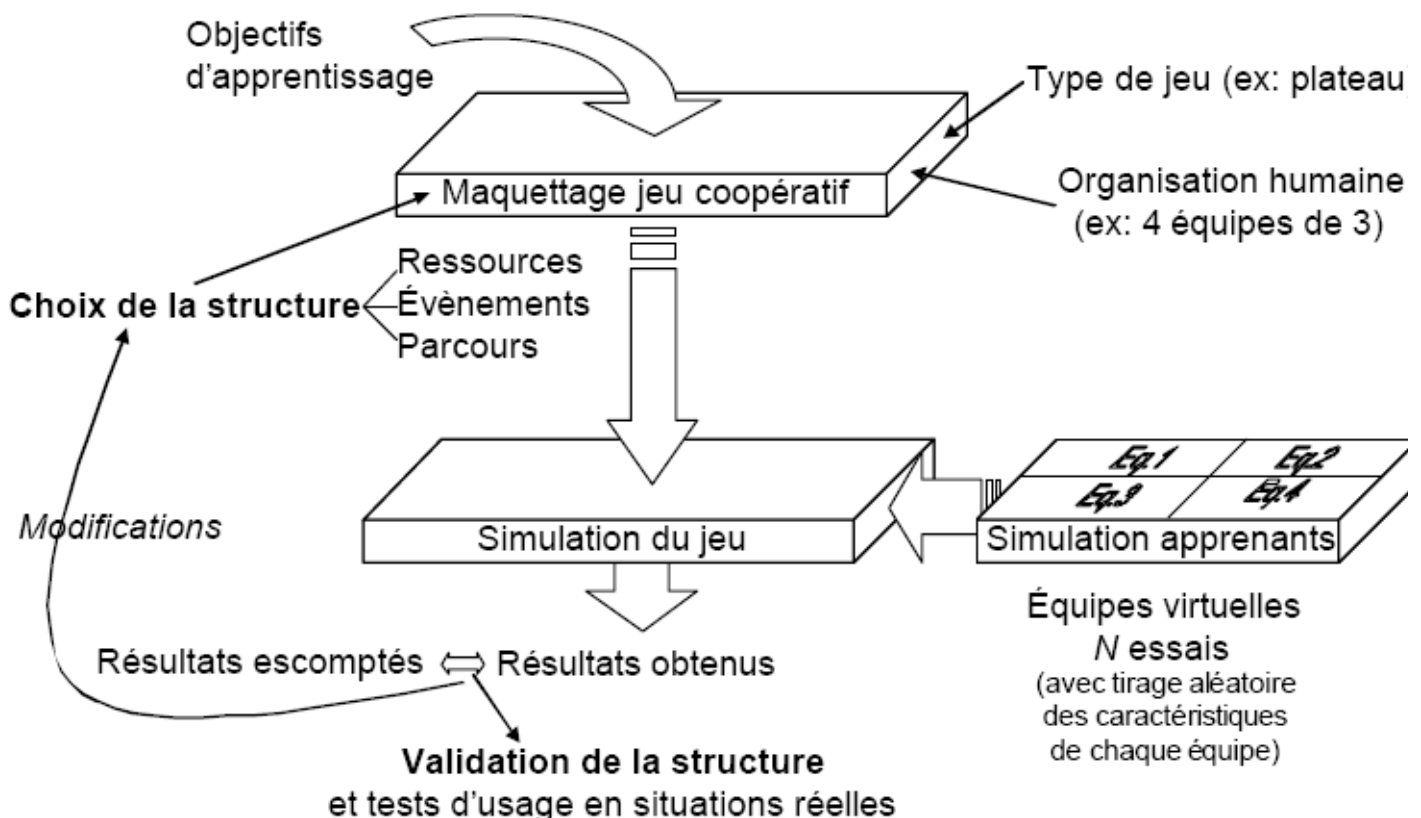 Objectifs
d'apprentissage
Type de jeu (ex: plateau)
Maquettage jeu coopératif
Organisation humaine
(ex: 4 équipes de 3)
Ressources
Choix de la structure
Évènements
Parcours
Eq.1
Eq.2
Eq.3
Eq.4
Modifications
Simulation du jeu
Simulation apprenants
Équipes virtuelles
N essais
(avec tirage aléatoire
des caractéristiques
de chaque équipe)
Résultats escomptés
Résultats obtenus
Validation de la structure
et tests d'usage en situations réelles